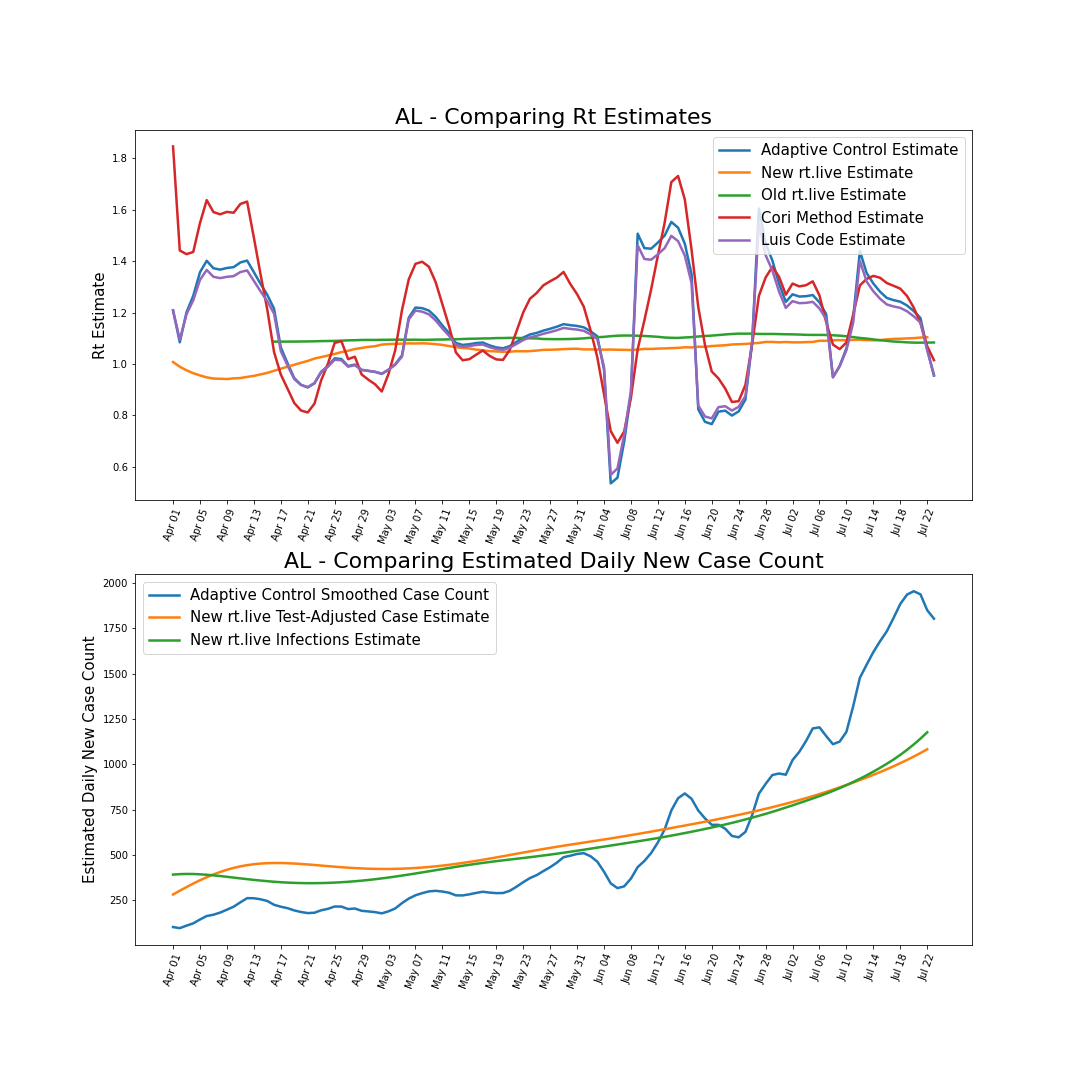 AL - Comparing Rt Estimates
Rt Estimate
1.8
1.6
1.4
1.2
1.0
0.8
0.6
Adaptive Control Estimate
New rt.live Estimate
Old rt.live Estimate
Cori Method Estimate
Luis Code Estimate
Apr 01 Apr 05 Apr 09 Apr 13 Apr 17 Apr 21 Apr 25 Apr 29 May 03 May 07 May 11 May 15 May 19 May 23 May 27 May 31 Jun 04 Jun 08 Jun 12 Jun 16 Jun 20 Jun 24 Jun 28 Jul 02 Jul 06 Jul 10 Jul 14 Jul 18 Jul 22
AL - Comparing Estimated Daily New Case Count
Estimated Daily New Case Count
2000
1750
1500
1250
1000
750
500
250
Adaptive Control Smoothed Case Count
New rt.live Test-Adjusted Case Estimate
New rt.live Infections Estimate
Apr 01 Apr 05 Apr 09 Apr 13 Apr 17 Apr 21 Apr 25 Apr 29 May 03 May 07 May 11 May 15 May 19 May 23 May 27 May 31 Jun 04 Jun 08 Jun 12 Jun 16 Jun 20 Jun 24 Jun 28 Jul 02 Jul 06 Jul 10 Jul 14 Jul 18 Jul 22